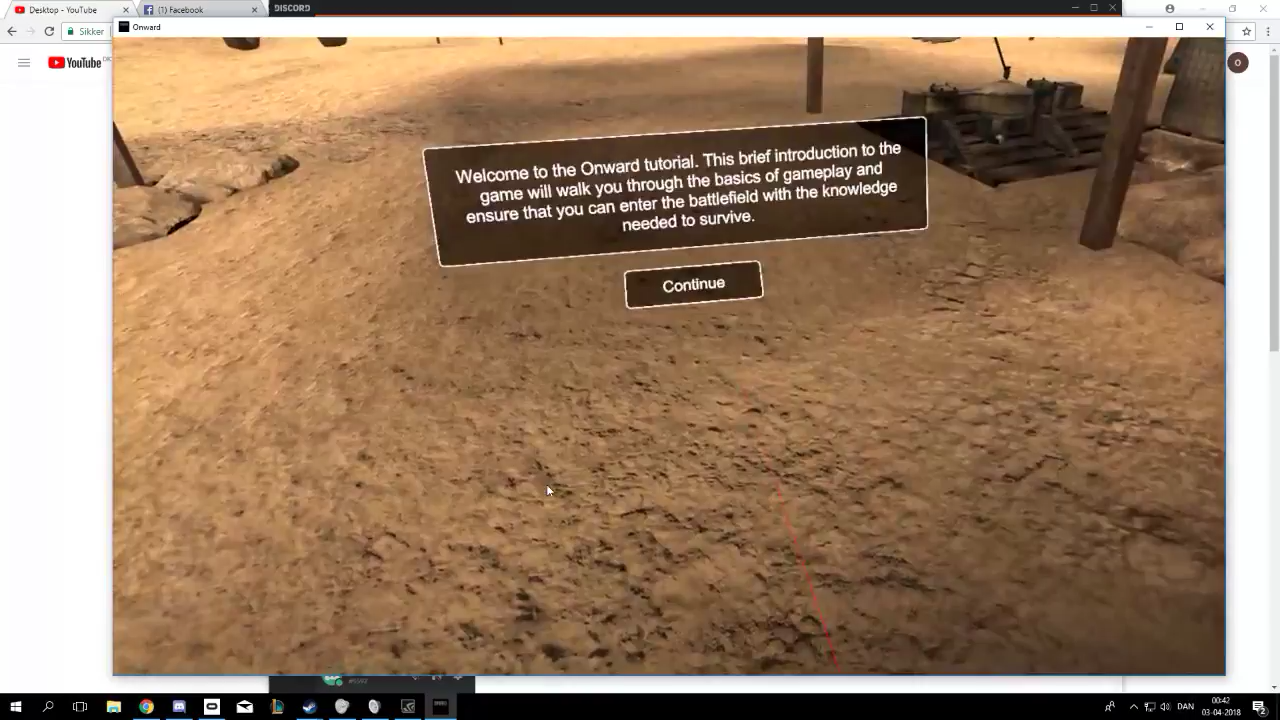 Desktop - YouTube
(1) Facebook
DISCORD
Sikker
Onward
YouTube
O
Welcome to the Onward tutorial. This brief introduction to the
game will walk you through the basics of gameplay and
ensure that you can enter the battlefield with the knowledge
needed to survive.
Continue
DAN
00:42
03-04-2018
2